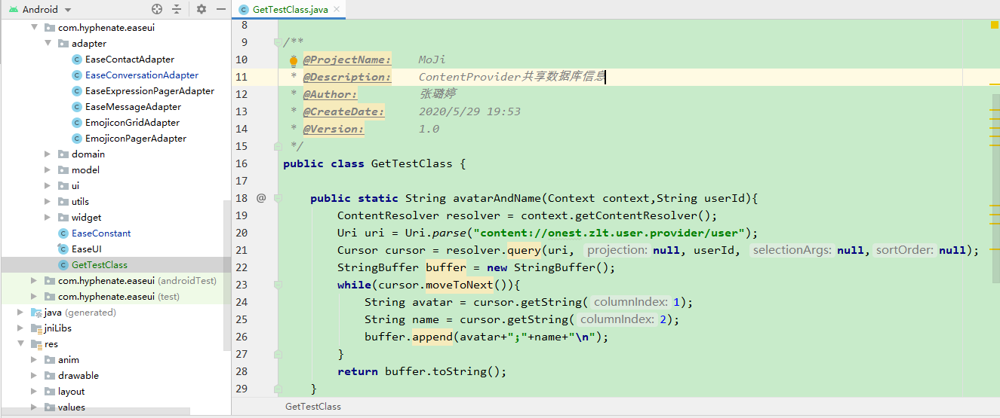 Android
GetTestClass.java
com.hyphenate.easeui
adapter
EaseContactAdapter
EaseConversationAdapter
EaseExpressionPagerAdapter
EaseMessageAdapter
EmojiconGridAdapter
EmojiconPagerAdapter
domain
model
ui
utils
widget
EaseConstant
EaseUI
GetTestClass
com.hyphenate.easeui (androidTest)
com.hyphenate.easeui (test)
java (generated)
jniLibs
res
anim
drawable
layout
values
8
9 /**
10 * @ProjectName: MoJi
11 * @Description: ContentProvider共享数据库信息
12 * @Author: 张璐婷
13 * @CreateDate: 2020/5/29 19:53
14 * @Version: 1.0
15 */
16 public class GetTestClass {
17
18 @ public static String avatarAndName(Context context,String userId){
19 ContentResolver resolver = context.getContentResolver();
20 Uri uri = Uri.parse("content://onest.zlt.user.provider/user");
21 Cursor cursor = resolver.query(uri, projection: null, userId, selectionArgs: null, sortOrder: null);
22 StringBuffer buffer = new StringBuffer();
23 while(cursor.moveToNext()){
24 String avatar = cursor.getString( columnIndex: 1);
25 String name = cursor.getString( columnIndex: 2);
26 buffer.append(avatar+";"+name+"\n");
27 }
28 return buffer.toString();
29 }
GetTestClass